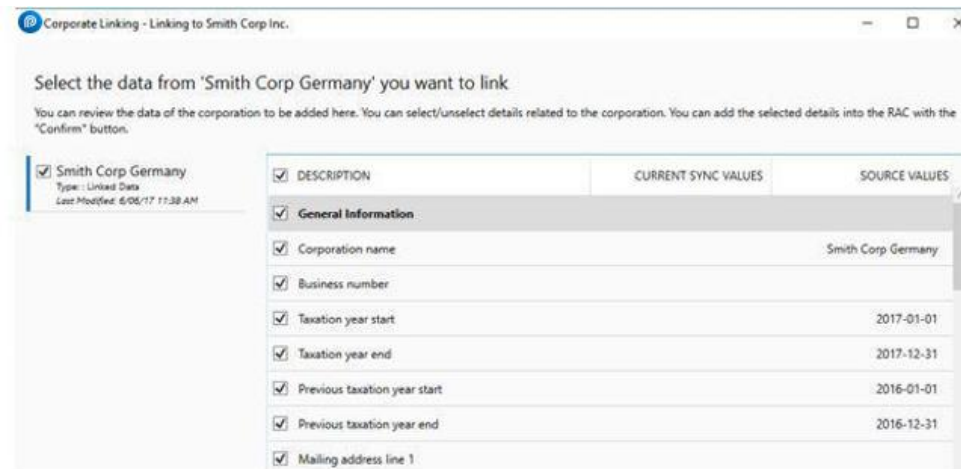 Corporate Linking - Linking to Smith Corp Inc.
Select the data from 'Smith Corp Germany' you want to link
You can review the data of the corporation to be added here. You can select/unselect details related to the corporation. You can add the selected details into the RAC with the
"Confirm" button.
Smith Corp Germany
Type: : Linked Data
Last Modified: 6/06/17 11:38 AM
DESCRIPTION CURRENT SYNC VALUES SOURCE VALUES
General Information
Corporation name Smith Corp Germany
Business number
Taxation year start 2017-01-01
Taxation year end 2017-12-31
Previous taxation year start 2016-01-01
Previous taxation year end 2016-12-31
Mailing address line 1